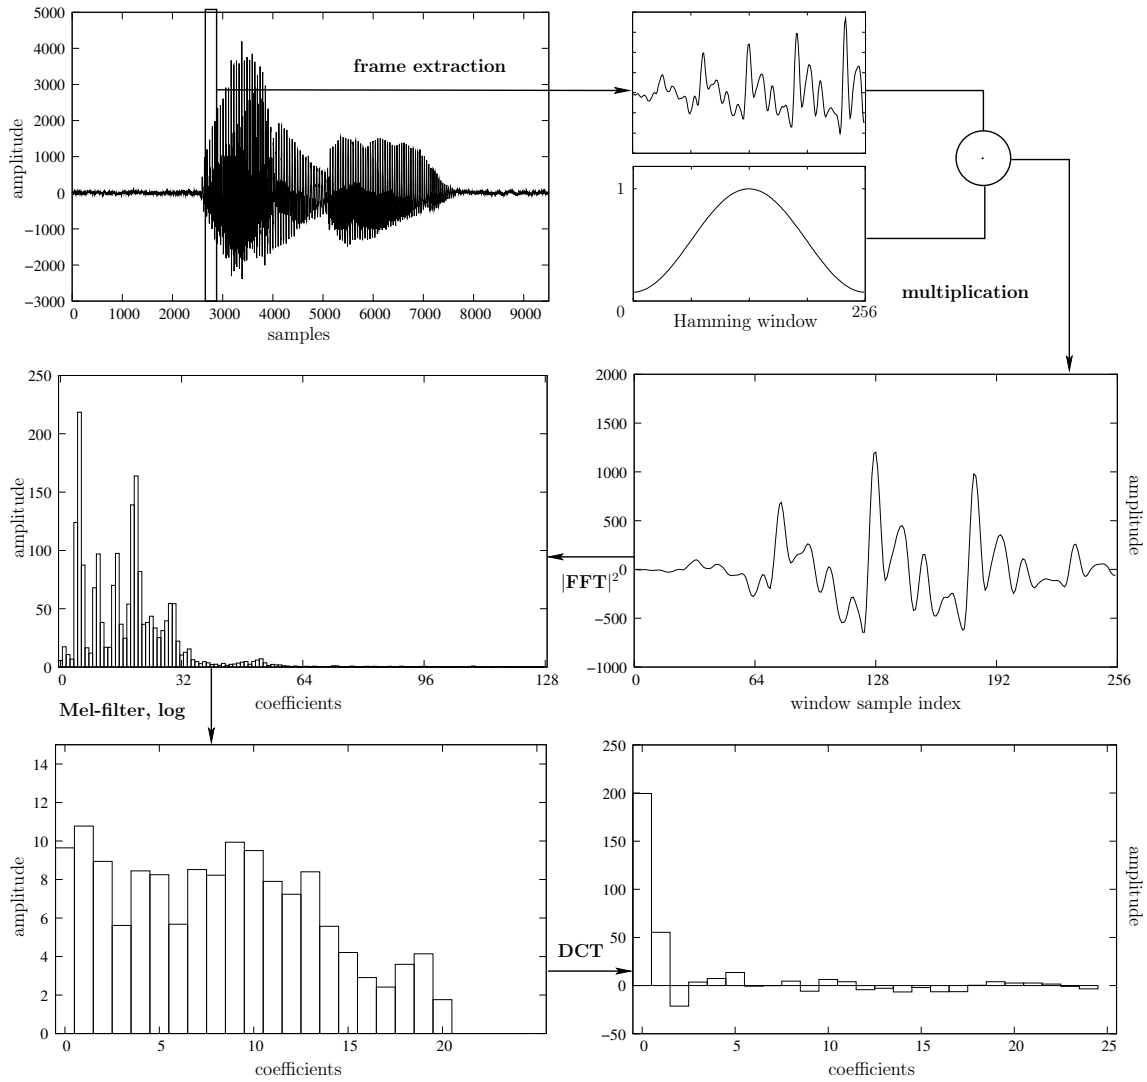 5000
4000
3000
2000
1000
0
−1000
−2000
−3000
amplitude
0 1000 2000 3000 4000 5000 6000 7000 8000 9000
samples
frame extraction
1
0
256
Hamming window
multiplication
250
200
150
100
50
0
amplitude
0 32 64 96 128
coefficients
|FFT|²
2000
1500
1000
500
0
−500
−1000
amplitude
0 64 128 192 256
window sample index
Mel-filter, log
14
12
10
8
6
4
2
0
amplitude
0 5 10 15 20
coefficients
DCT
250
200
150
100
50
0
−50
amplitude
0 5 10 15 20 25
coefficients